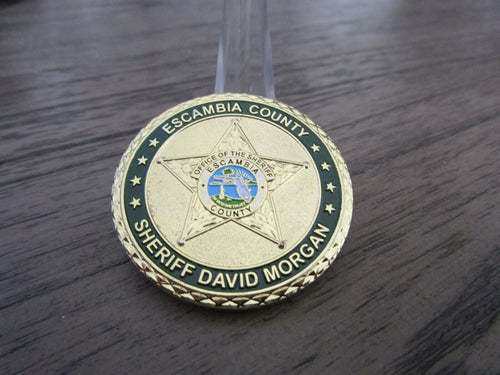 ESCAMBIA COUNTY
OFFICE OF THE SHERIFF
ESCAMBIA
COUNTY
SHERIFF DAVID MORGAN